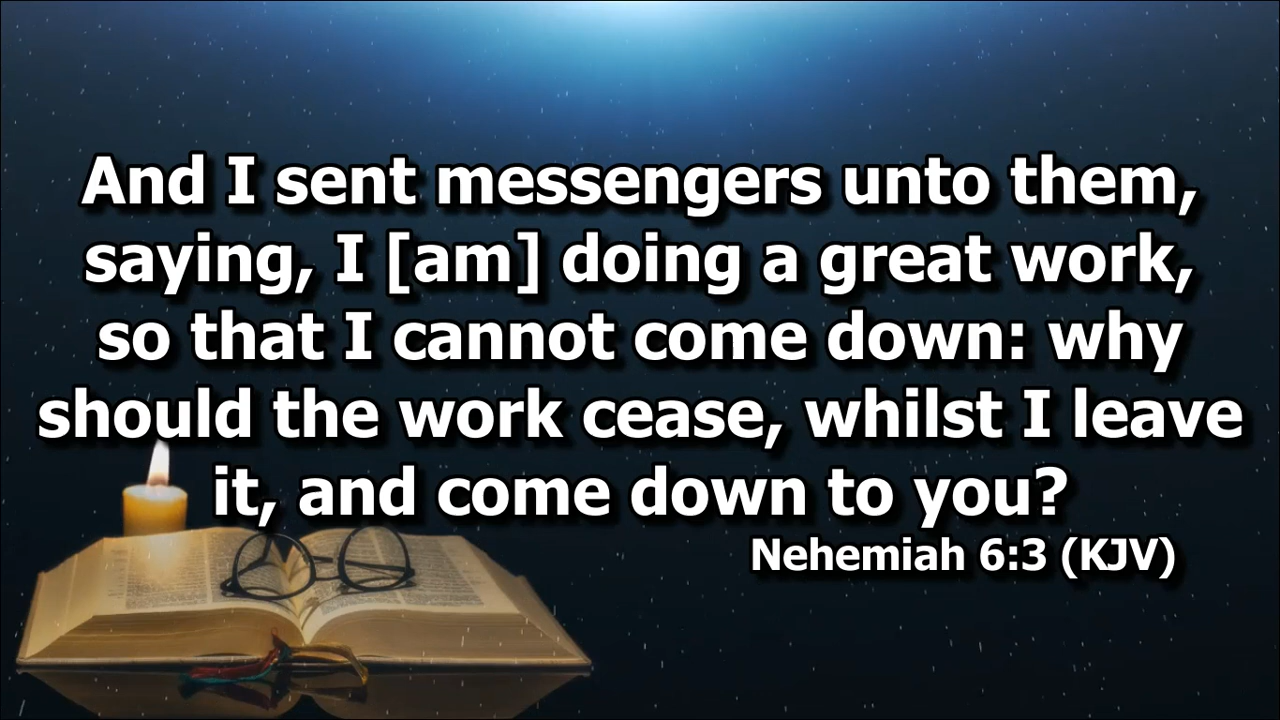 And I sent messengers unto them,
saying, I [am] doing a great work,
so that I cannot come down: why
should the work cease, whilst I leave
it, and come down to you?
Nehemiah 6:3 (KJV)